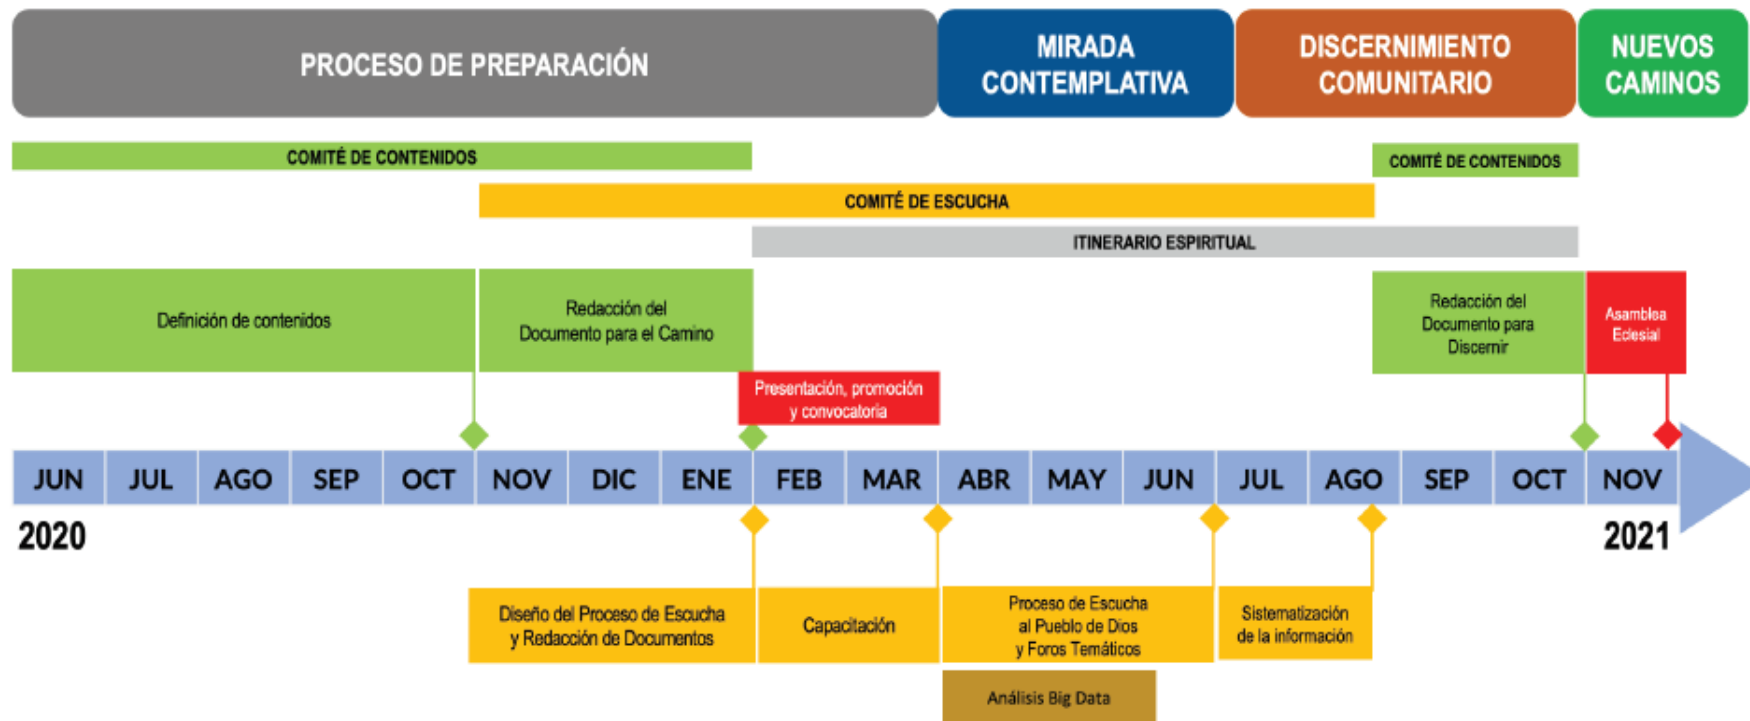 PROCESO DE PREPARACIÓN
MIRADA
CONTEMPLATIVA
DISCERNIMIENTO
COMUNITARIO
NUEVOS
CAMINOS
COMITÉ DE CONTENIDOS
COMITÉ DE CONTENIDOS
COMITÉ DE ESCUCHA
ITINERARIO ESPIRITUAL
Definición de contenidos
Redacción del
Documento para el Camino
Redacción del
Documento para
Discernir
Asamblea
Eclesial
Presentación, promoción
y convocatoria
JUN JUL AGO SEP OCT NOV DIC ENE FEB MAR ABR MAY JUN JUL AGO SEP OCT NOV
2020
2021
Diseño del Proceso de Escucha
y Redacción de Documentos
Capacitación
Proceso de Escucha
al Pueblo de Dios
y Foros Temáticos
Sistematización
de la información
Análisis Big Data